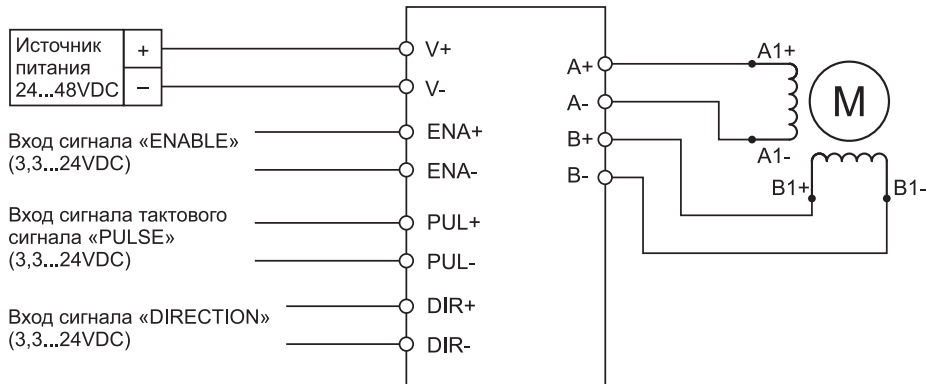 Источник
питания
24...48VDC
+
−
Вход сигнала «ENABLE»
(3,3...24VDC)
Вход сигнала тактового
сигнала «PULSE»
(3,3...24VDC)
Вход сигнала «DIRECTION»
(3,3...24VDC)
V+
V-
ENA+
ENA-
PUL+
PUL-
DIR+
DIR-
A+
A-
B+
B-
A1+
A1-
B1+
B1-
M